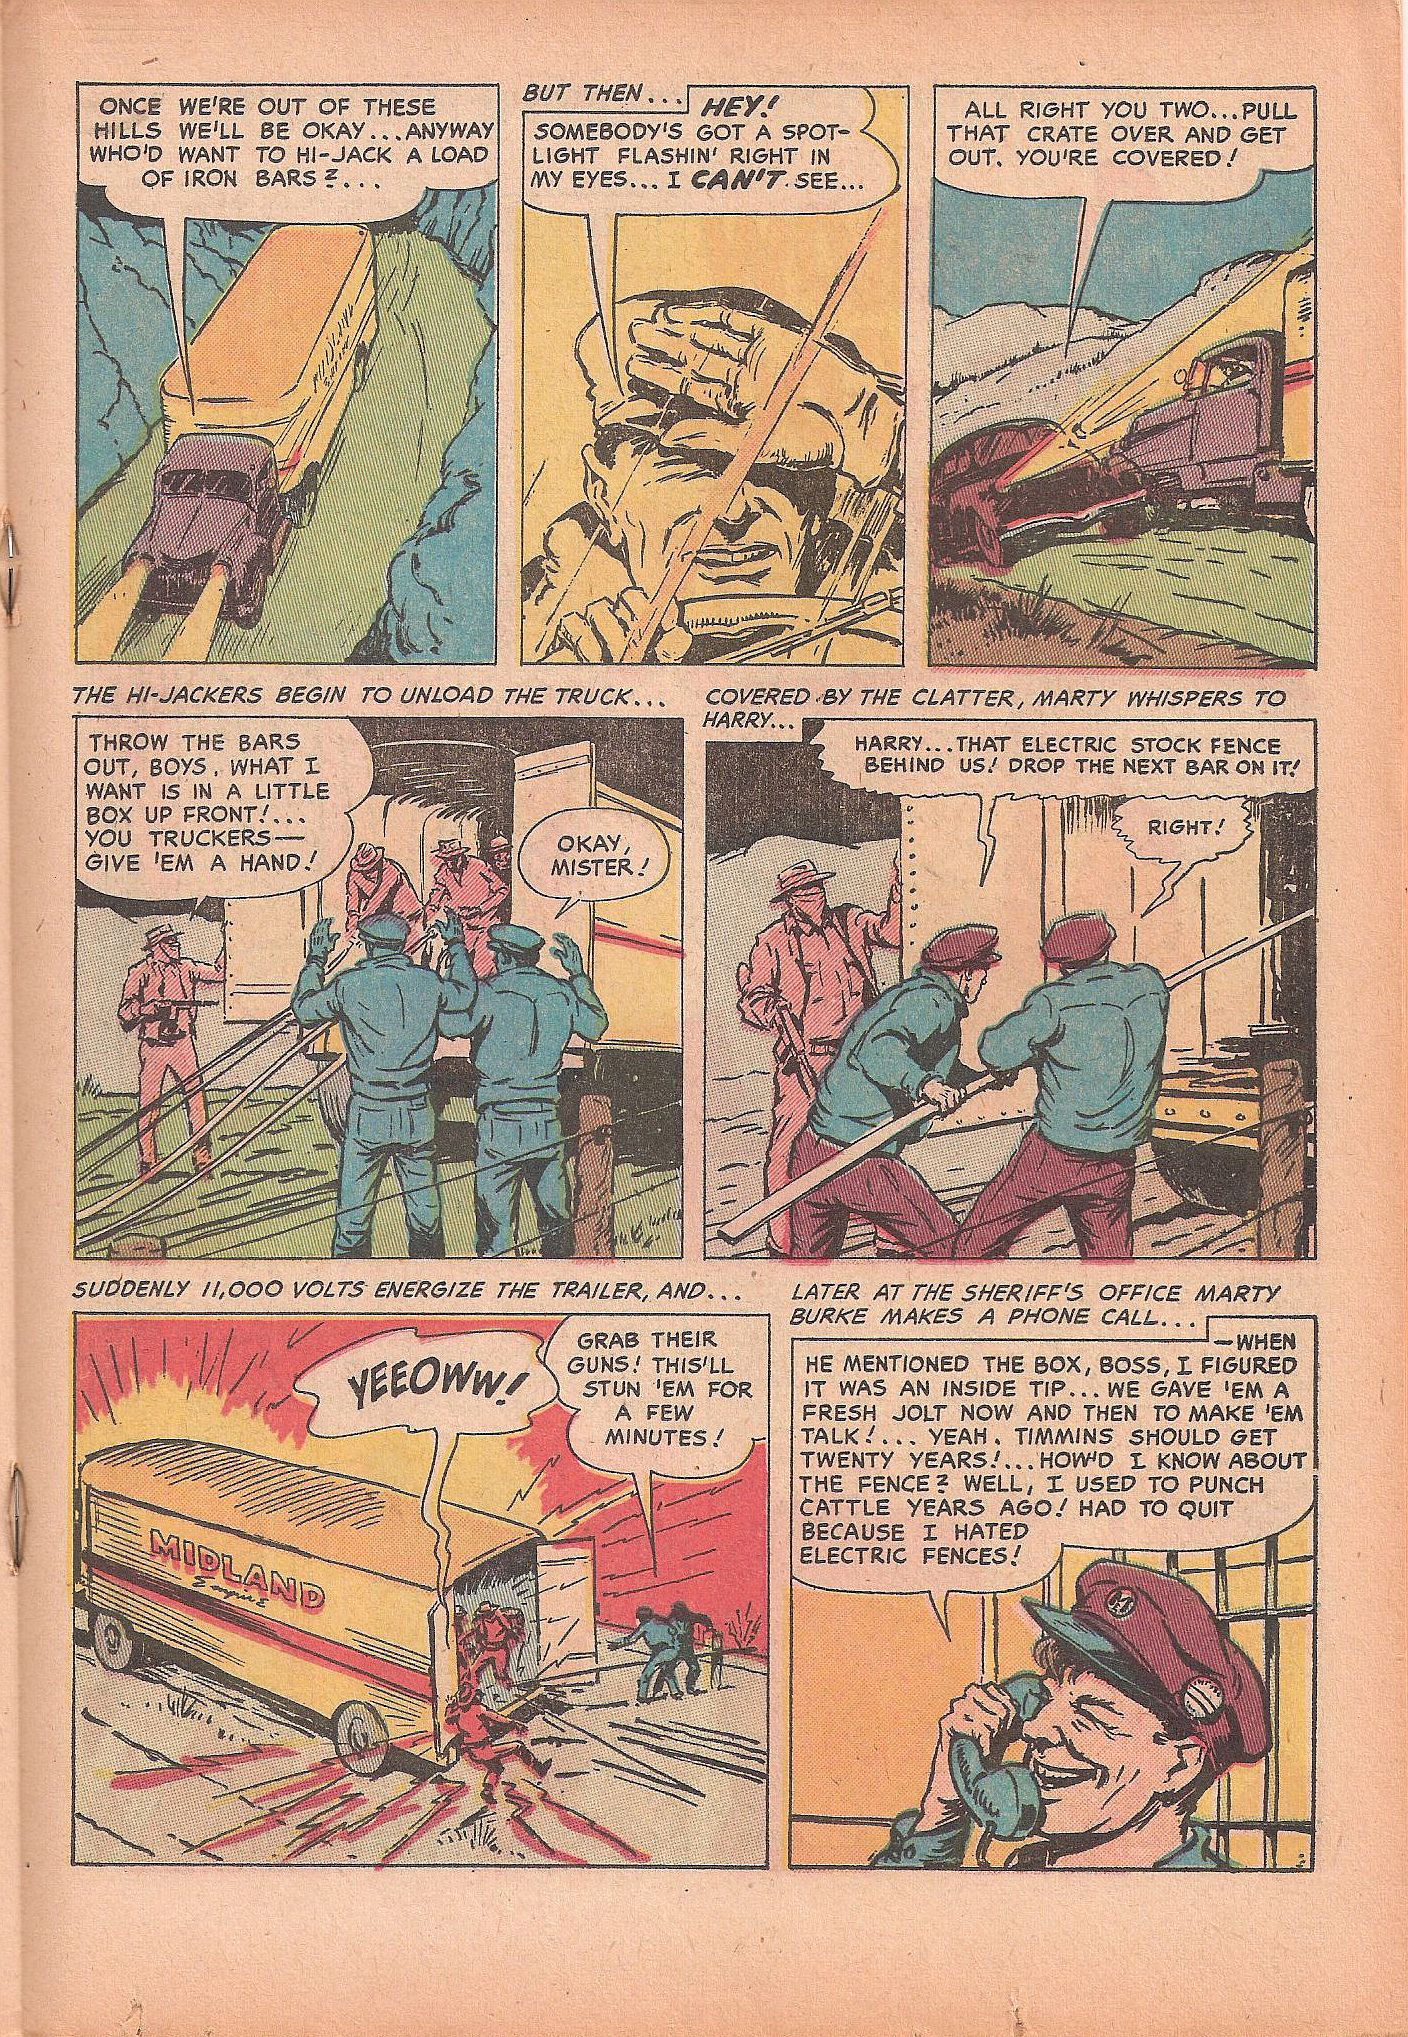 ONCE WE'RE OUT OF THESE
HILLS WE'LL BE OKAY...ANYWAY
WHO'D WANT TO HI-JACK A LOAD
OF IRON BARS?...
BUT THEN...
HEY!
SOMEBODY'S GOT A SPOT-
LIGHT FLASHIN' RIGHT IN
MY EYES... I CAN'T SEE...
ALL RIGHT YOU TWO...PULL
THAT CRATE OVER AND GET
OUT. YOU'RE COVERED!
THE HI-JACKERS BEGIN TO UNLOAD THE TRUCK...
THROW THE BARS
OUT, BOYS. WHAT I
WANT IS IN A LITTLE
BOX UP FRONT!...
YOU TRUCKERS—
GIVE 'EM A HAND!
OKAY,
MISTER!
COVERED BY THE CLATTER, MARTY WHISPERS TO
HARRY...
HARRY...THAT ELECTRIC STOCK FENCE
BEHIND US! DROP THE NEXT BAR ON IT!
RIGHT!
SUDDENLY 11,000 VOLTS ENERGIZE THE TRAILER, AND...
YEEOWW!
GRAB THEIR
GUNS! THIS'LL
STUN 'EM FOR
A FEW
MINUTES!
MIDLAND
LATER AT THE SHERIFF'S OFFICE MARTY
BURKE MAKES A PHONE CALL...
—WHEN
HE MENTIONED THE BOX, BOSS, I FIGURED
IT WAS AN INSIDE TIP... WE GAVE 'EM A
FRESH JOLT NOW AND THEN TO MAKE 'EM
TALK!... YEAH. TIMMINS SHOULD GET
TWENTY YEARS!...HOW'D I KNOW ABOUT
THE FENCE? WELL, I USED TO PUNCH
CATTLE YEARS AGO! HAD TO QUIT
BECAUSE I HATED
ELECTRIC FENCES!
M